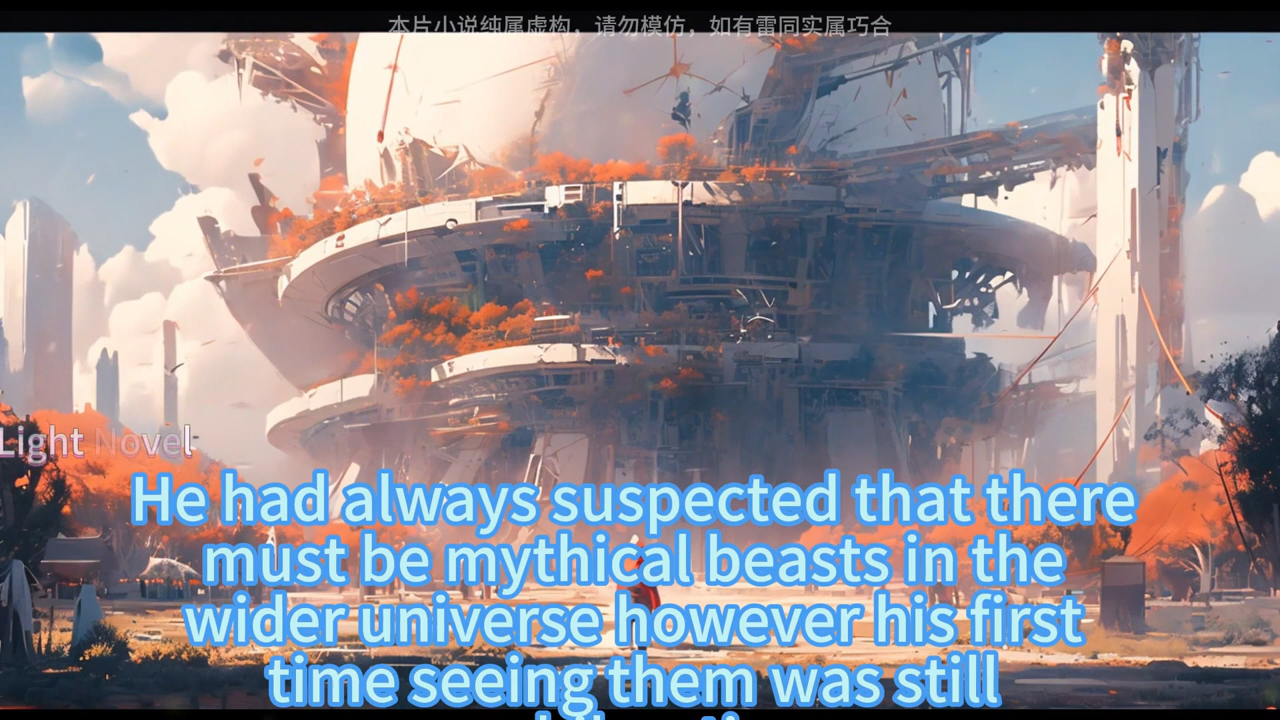 本片小说纯属虚构，请勿模仿，如有雷同实属巧合
Light Novel
He had always suspected that there
must be mythical beasts in the
wider universe however his first
time seeing them was still